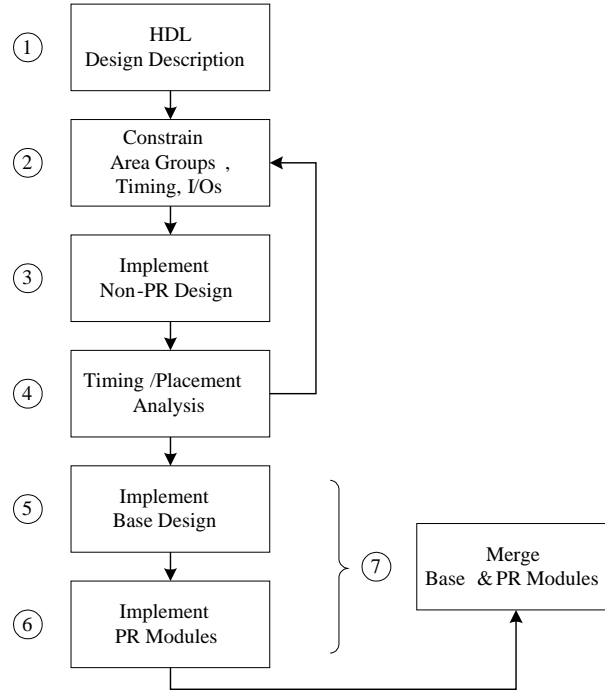 1
HDL
Design Description
2
Constrain
Area Groups ,
Timing, I/Os
3
Implement
Non-PR Design
4
Timing /Placement
Analysis
5
Implement
Base Design
6
Implement
PR Modules
7
Merge
Base & PR Modules